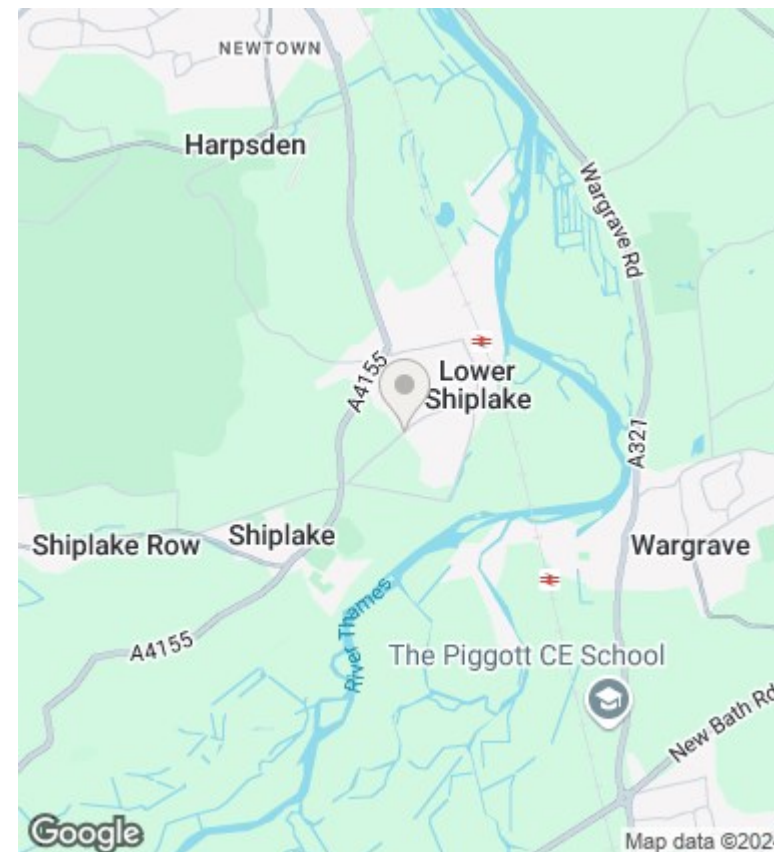 NEWTOWN
Harpsden
Wargrave Rd
A4155
Lower
Shiplake
A321
Shiplake Row
Shiplake
Wargrave
A4155
River Thames
The Piggott CE School
New Bath Rd
Google
Map data ©202